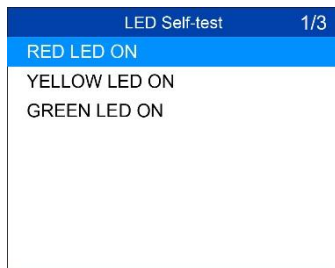 LED Self-test 1/3
RED LED ON
YELLOW LED ON
GREEN LED ON